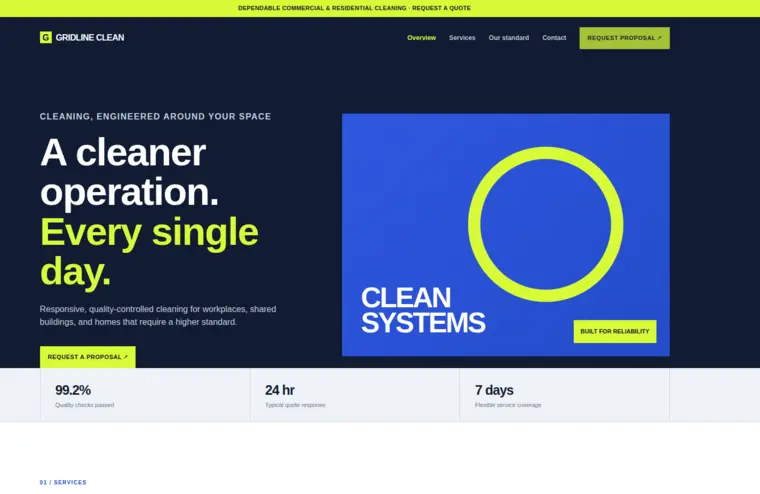 DEPENDABLE COMMERCIAL & RESIDENTIAL CLEANING · REQUEST A QUOTE
G GRIDLINE CLEAN
Overview Services Our standard Contact REQUEST PROPOSAL ↗
CLEANING, ENGINEERED AROUND YOUR SPACE
A cleaner
operation.
Every single
day.
Responsive, quality-controlled cleaning for workplaces, shared
buildings, and homes that require a higher standard.
REQUEST A PROPOSAL ↗
CLEAN
SYSTEMS
BUILT FOR RELIABILITY
99.2%
Quality checks passed
24 hr
Typical quote response
7 days
Flexible service coverage
01 / SERVICES